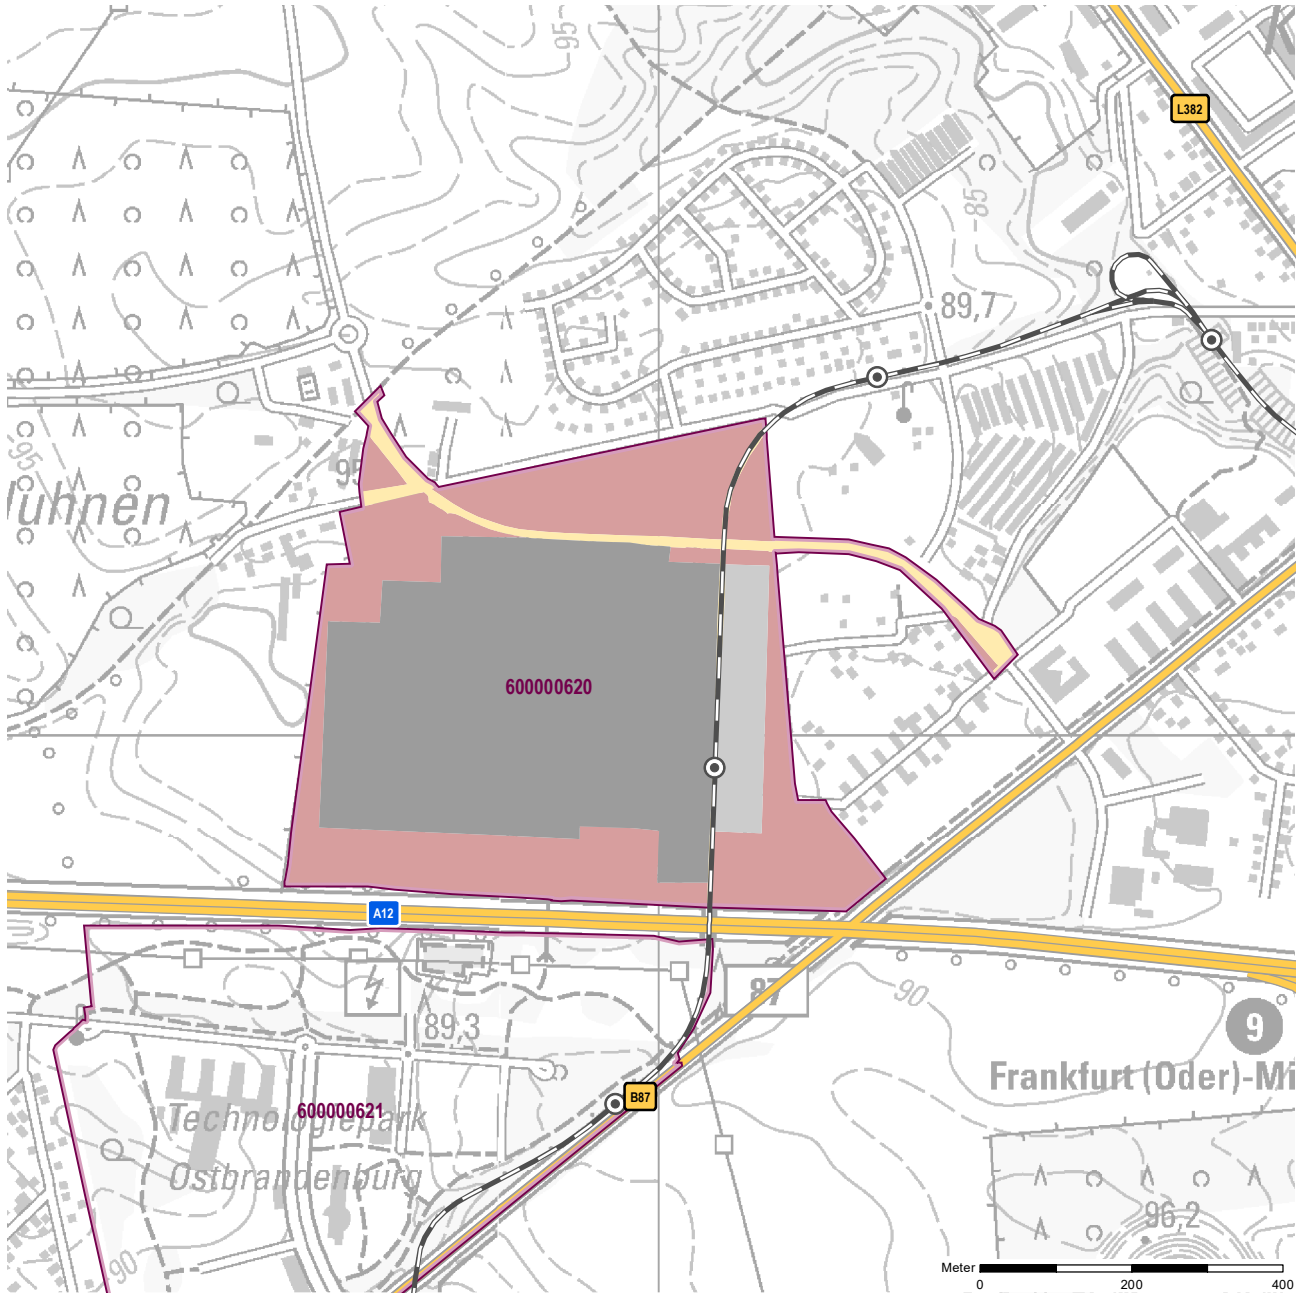 95
L382
85
89,7
95
95
600000620
A12
90
87
89,3
9
Frankfurt (Oder)-Mi
B87
600000621
Technologiepark
Ostbrandenburg
96,2
90
Meter
0
200
400